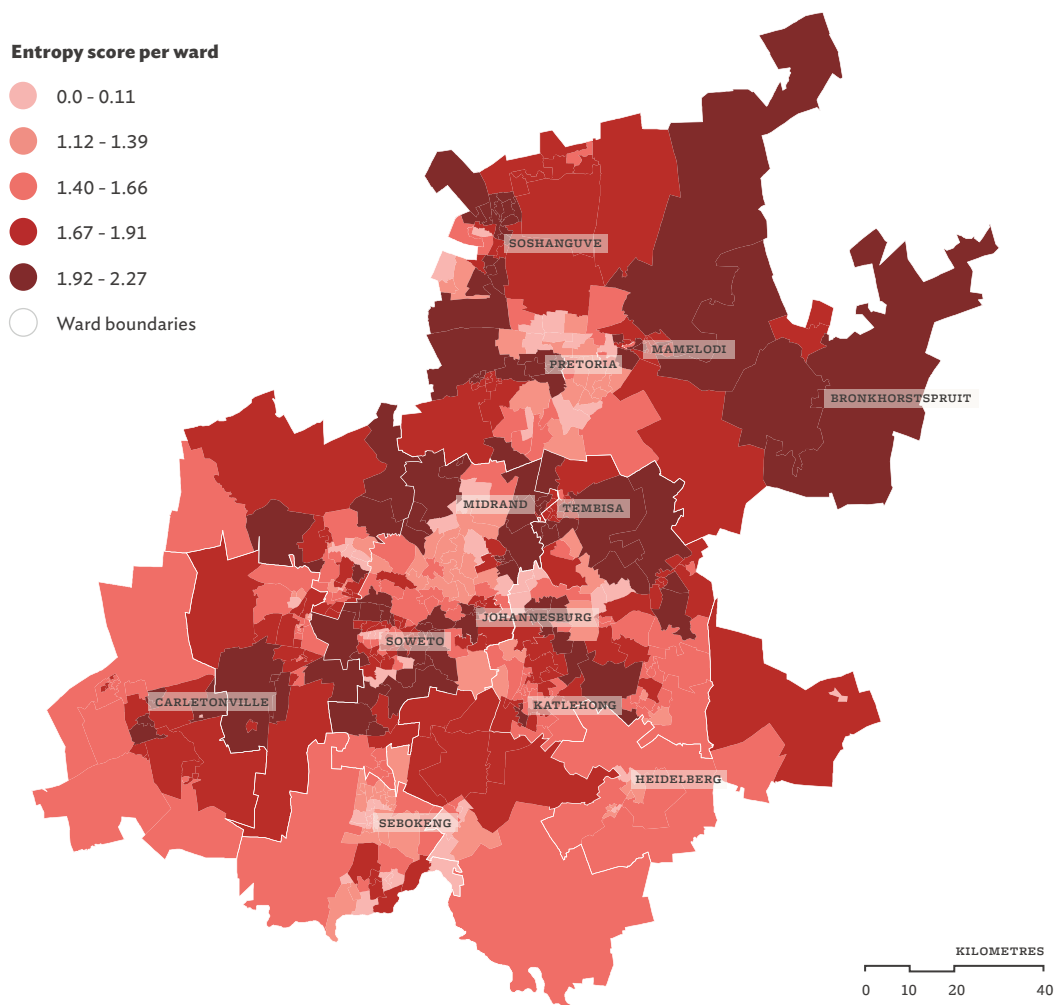 Entropy score per ward
0.0 - 0.11
1.12 - 1.39
1.40 - 1.66
1.67 - 1.91
1.92 - 2.27
Ward boundaries
SOSHANGUVE
MAMELODI
PRETORIA
BRONKHORSTSPRUIT
MIDRAND
TEMBISA
JOHANNESBURG
SOWETO
CARLETONVILLE
KATLEHONG
HEIDELBERG
SEBOKENG
KILOMETRES
0 10 20 40